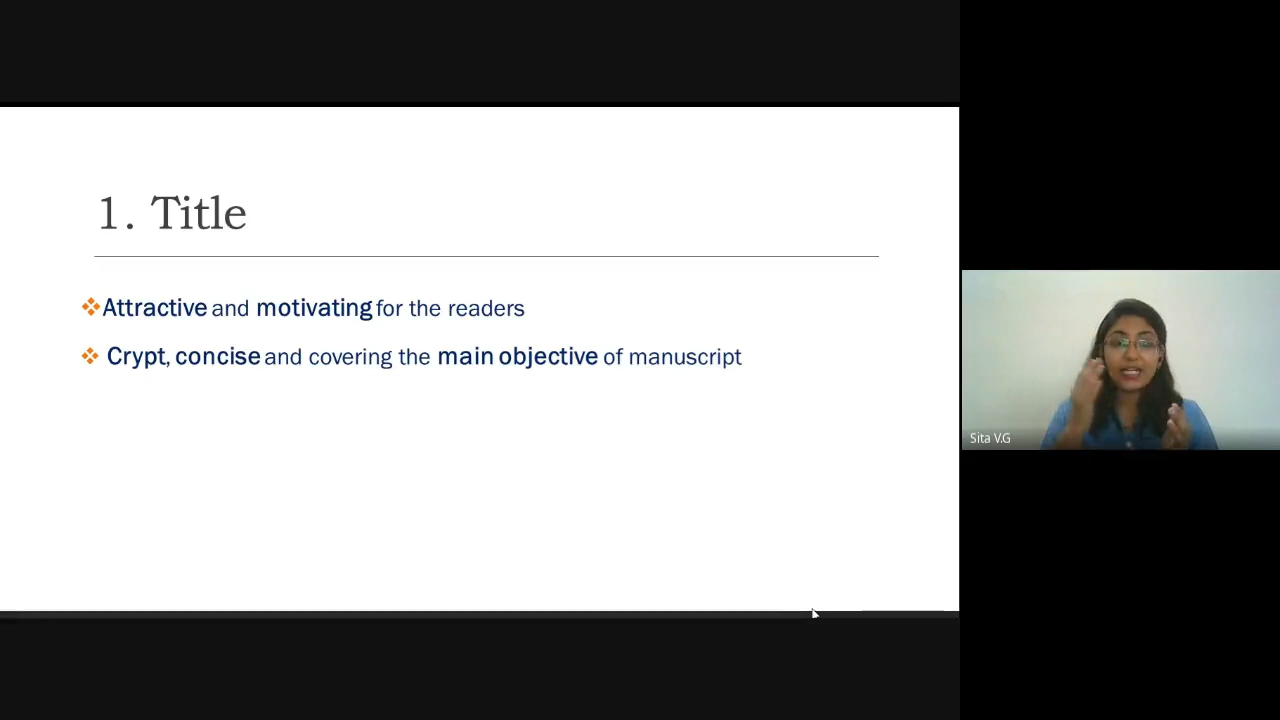 1. Title
Attractive and motivating for the readers
Crypt, concise and covering the main objective of manuscript
Sita V.G